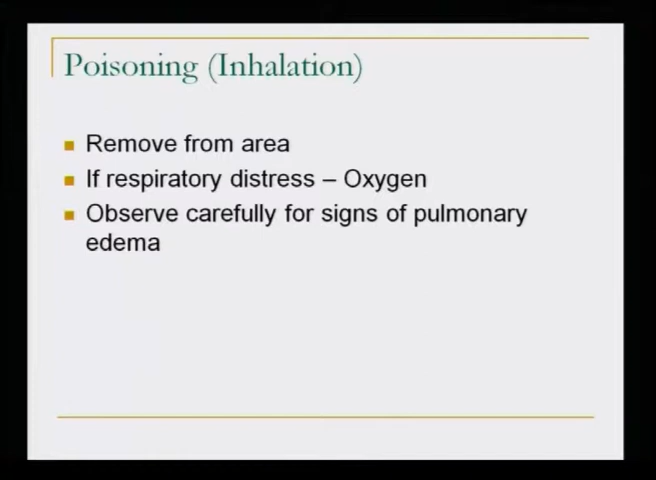 Poisoning (Inhalation)
Remove from area
If respiratory distress – Oxygen
Observe carefully for signs of pulmonary
edema